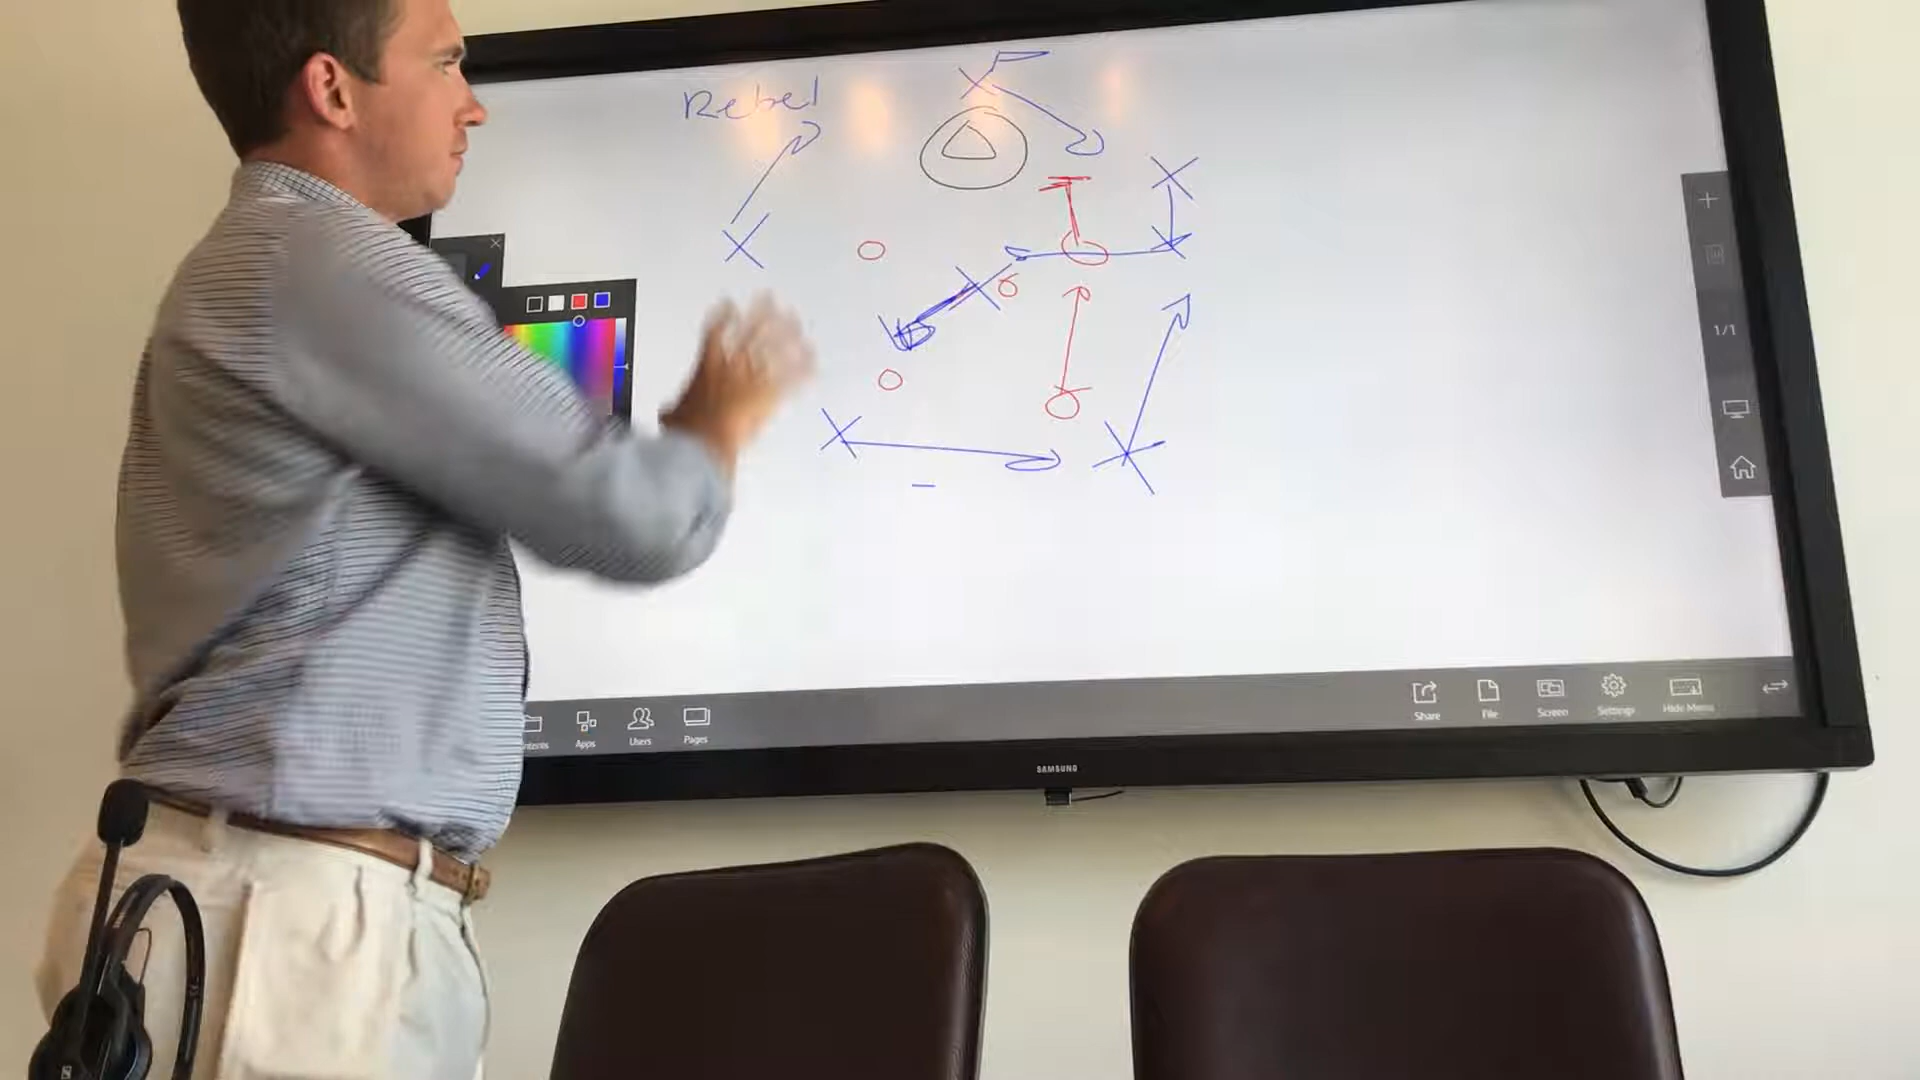 Rebel
1/1
Apps
Users
Pages
Share
File
Screen
Settings
Hide Menu
SAMSUNG